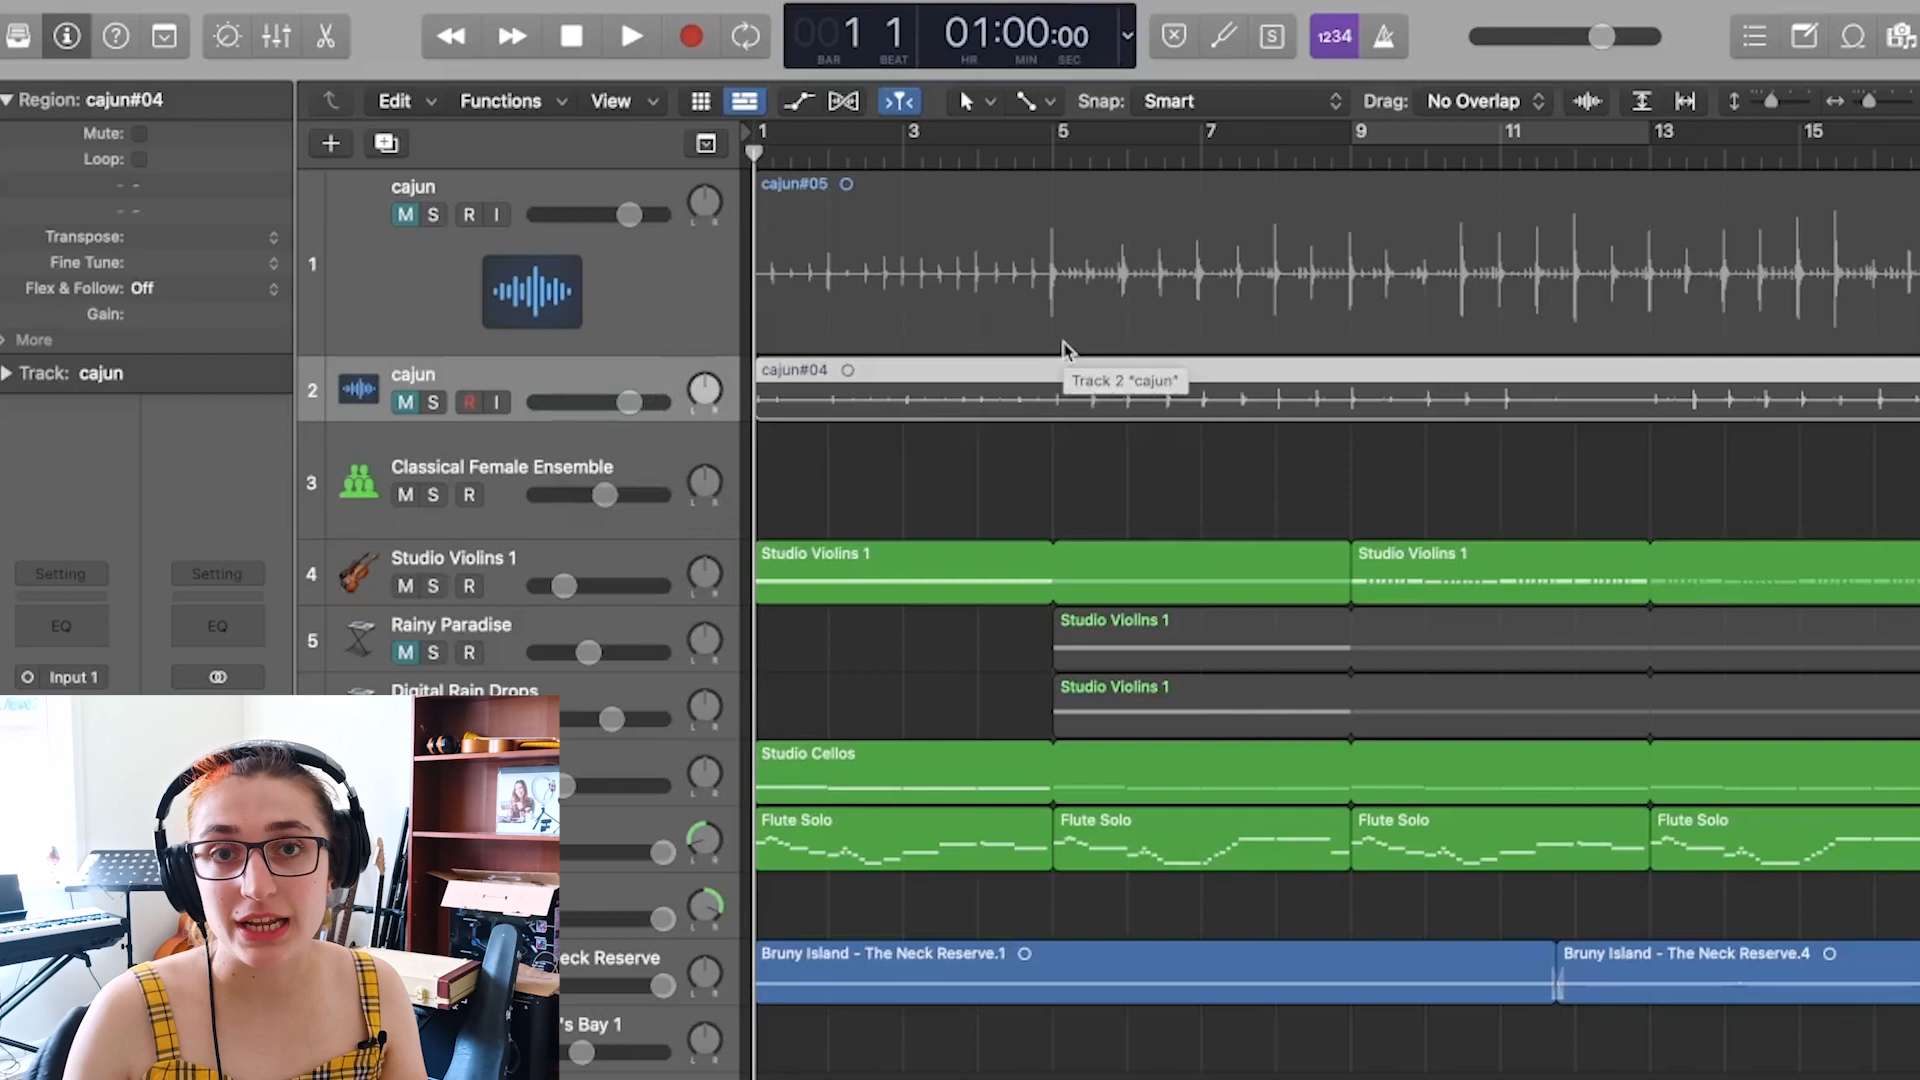 1 1
01:00:00
BAR BEAT HR MIN SEC
S
1234
Region: cajun#04
Mute:
Loop:
Transpose:
Fine Tune:
Flex & Follow: Off
Gain:
More
Track: cajun
Setting Setting
EQ EQ
Input 1
Edit Functions View Snap: Smart Drag: No Overlap
1 3 5 7 9 11 13 15
1 cajun
M S R I
L R
cajun#05
2 cajun
M S R I
L R
cajun#04
Track 2 "cajun"
3 Classical Female Ensemble
M S R
L R
4 Studio Violins 1
M S R
L R
Studio Violins 1 Studio Violins 1
5 Rainy Paradise
M S R
L R
Studio Violins 1
Digital Rain Drops
L R
Studio Violins 1
L R
Studio Cellos
L R
Flute Solo Flute Solo Flute Solo Flute Solo
L R
eck Reserve
L R
Bruny Island - The Neck Reserve.1 Bruny Island - The Neck Reserve.4
's Bay 1
L R